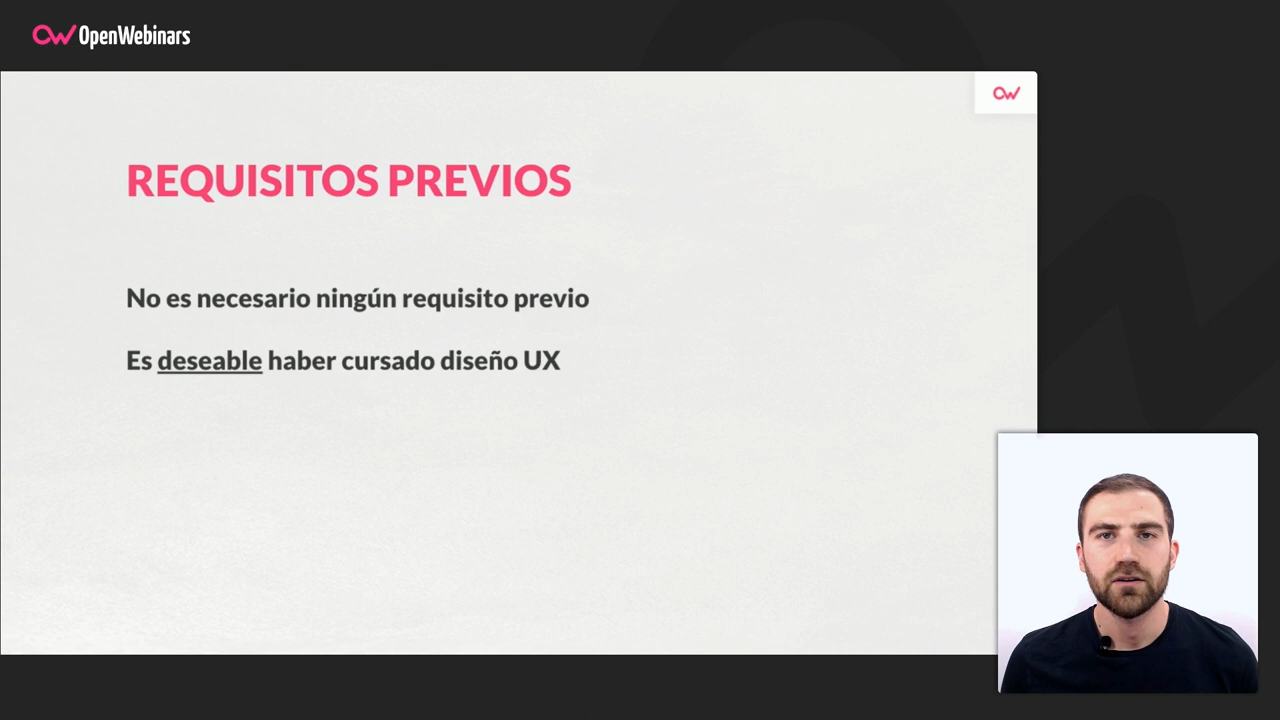 OpenWebinars
REQUISITOS PREVIOS
No es necesario ningún requisito previo
Es deseable haber cursado diseño UX